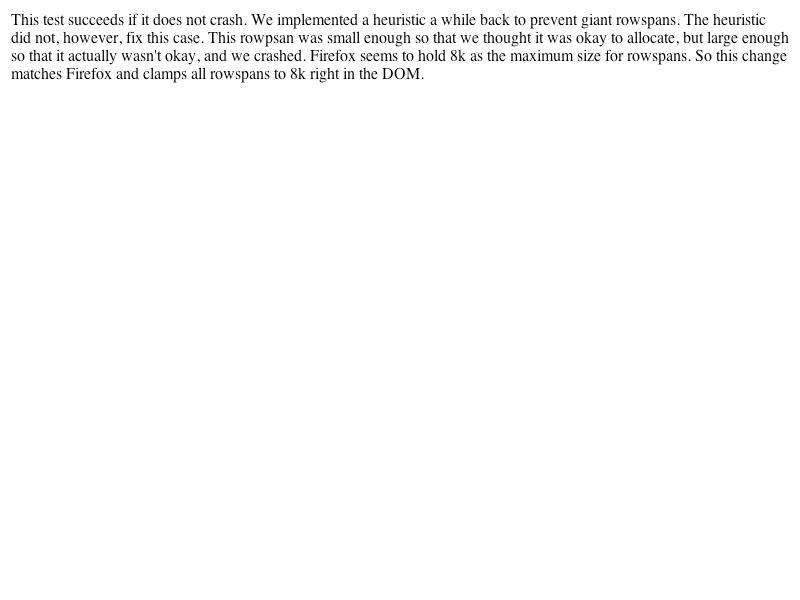 This test succeeds if it does not crash. We implemented a heuristic a while back to prevent giant rowspans. The heuristic
did not, however, fix this case. This rowpsan was small enough so that we thought it was okay to allocate, but large enough
so that it actually wasn't okay, and we crashed. Firefox seems to hold 8k as the maximum size for rowspans. So this change
matches Firefox and clamps all rowspans to 8k right in the DOM.